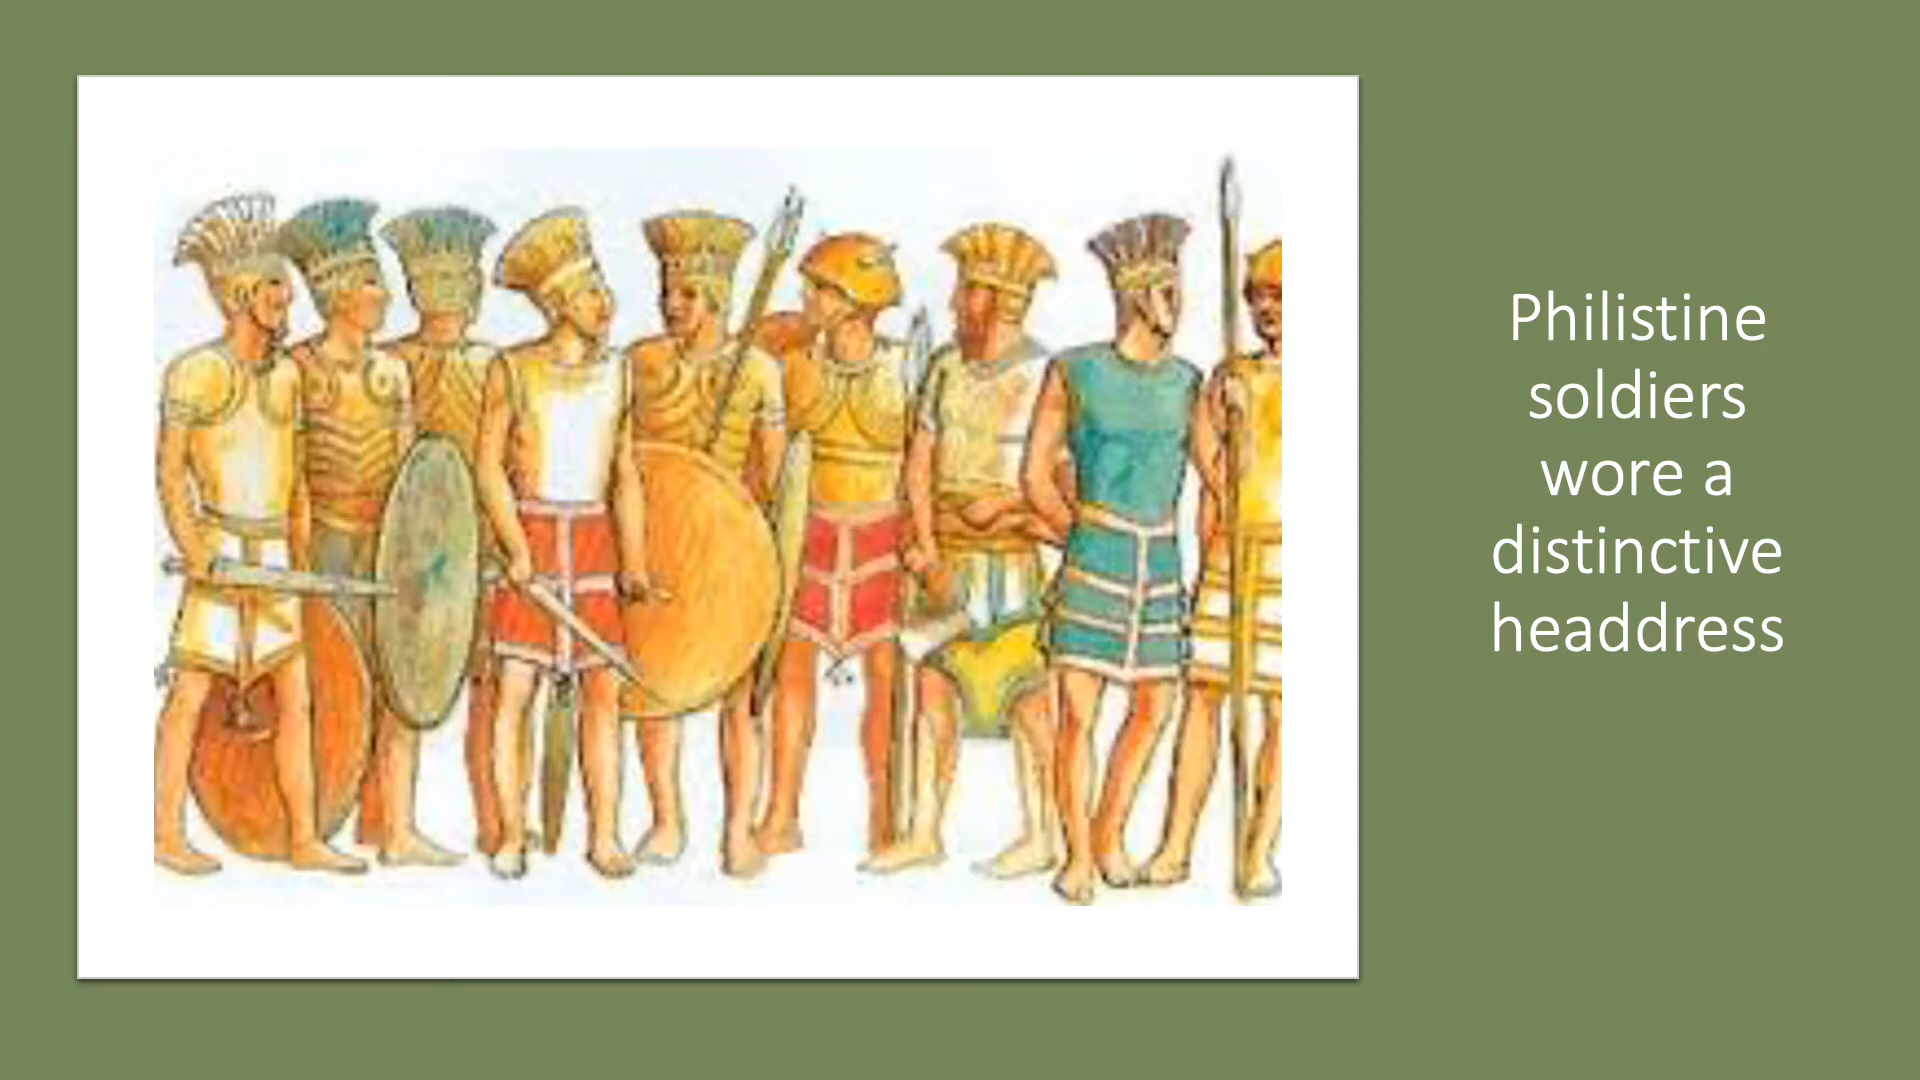 Philistine
soldiers
wore a
distinctive
headdress